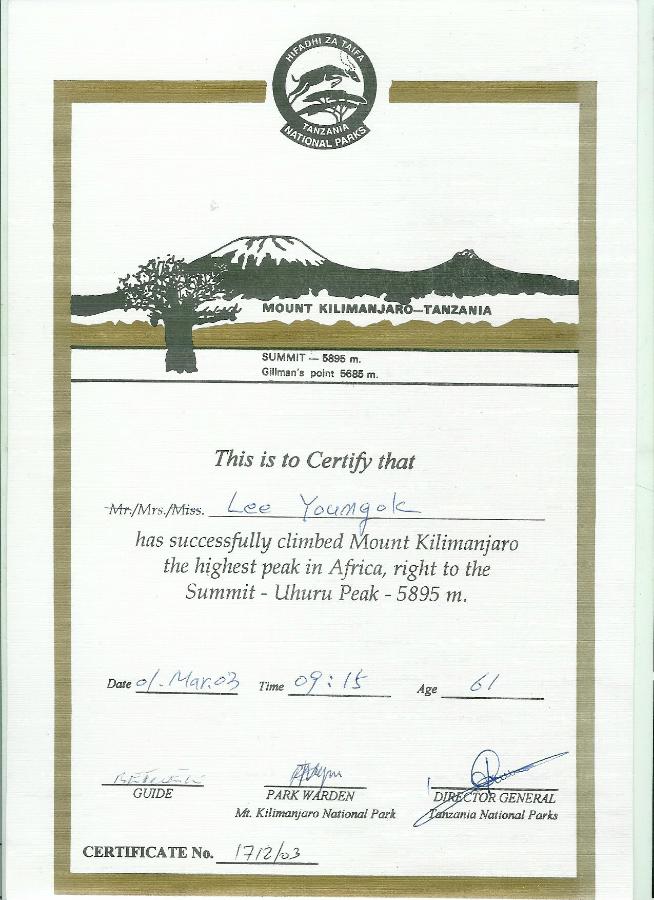 HIFADHI ZA TAIFA
TANZANIA
NATIONAL PARKS
MOUNT KILIMANJARO—TANZANIA
SUMMIT — 5895 m.
Gillman's point 5685 m.
This is to Certify that
Mr./Mrs./Miss. Lee Youngok
has successfully climbed Mount Kilimanjaro
the highest peak in Africa, right to the
Summit - Uhuru Peak - 5895 m.
Date 01. Mar. 03 Time 09:15 Age 61
GUIDE PARK WARDEN DIRECTOR GENERAL
Mt. Kilimanjaro National Park Tanzania National Parks
CERTIFICATE No. 1712/03